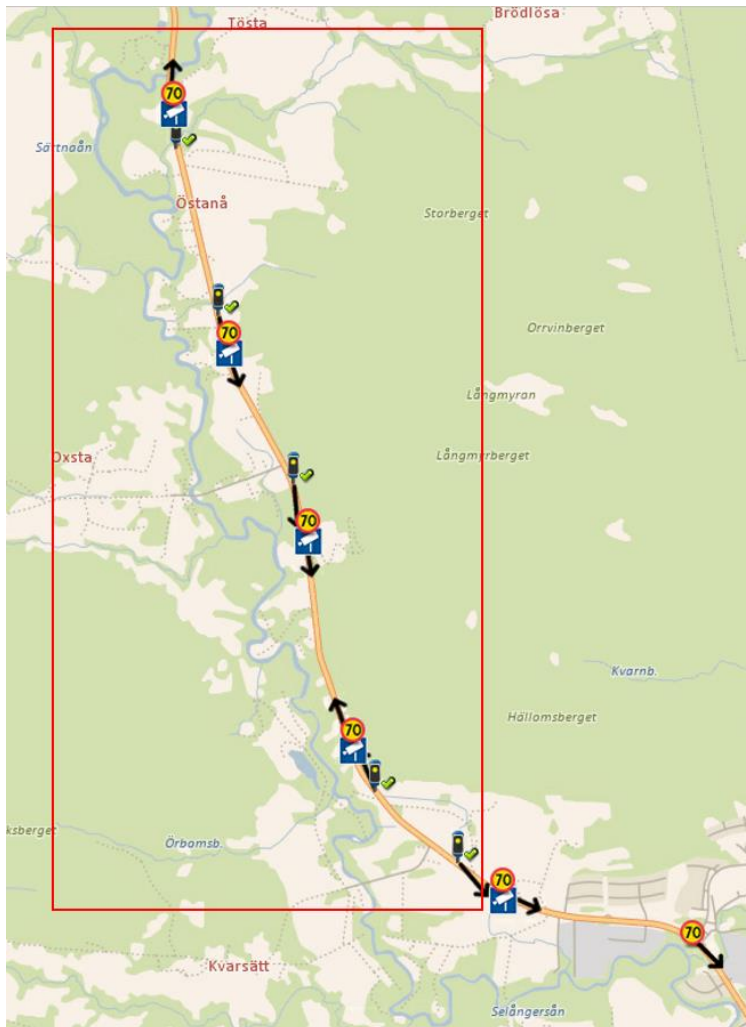 Brödlösa
Tösta
70
Särtnaån
Östanå
Storberget
Orrvinberget
70
Långmyran
Oxsta
Långmyrberget
70
Kvarnb.
Hällomsberget
70
ksberget
Örbomsb.
70
70
Kvarsätt
Selångersån